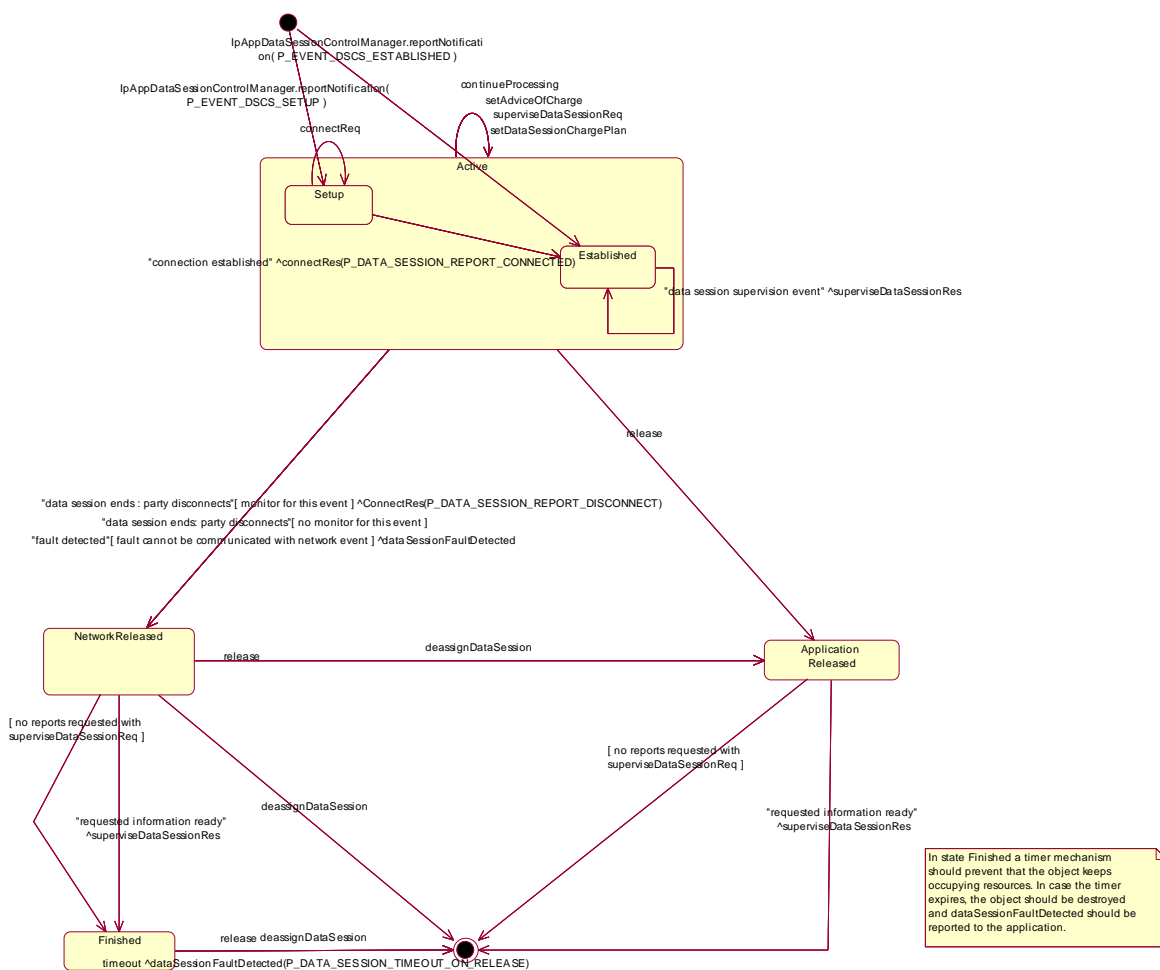 IpAppDataSessionControlManager.reportNotificati
on( P_EVENT_DSCS_ESTABLISHED )
IpAppDataSessionControlManager.reportNotification(
P_EVENT_DSCS_SETUP )
continueProcessing
setAdviceOfCharge
superviseDataSessionReq
setDataSessionChargePlan
connectReq
Active
Setup
Established
"connection established" ^connectRes(P_DATA_SESSION_REPORT_CONNECTED)
"data session supervision event" ^superviseDataSessionRes
release
"data session ends : party disconnects"[ monitor for this event ] ^ConnectRes(P_DATA_SESSION_REPORT_DISCONNECT)
"data session ends: party disconnects"[ no monitor for this event ]
"fault detected"[ fault cannot be communicated with network event ] ^dataSessionFaultDetected
NetworkReleased
release
deassignDataSession
Application
Released
[ no reports requested with
superviseDataSessionReq ]
[ no reports requested with
superviseDataSessionReq ]
deassignDataSession
"requested information ready"
^superviseDataSessionRes
"requested information ready"
^superviseDataSessionRes
In state Finished a timer mechanism
should prevent that the object keeps
occupying resources. In case the timer
expires, the object should be destroyed
and dataSessionFaultDetected should be
reported to the application.
Finished
release
deassignDataSession
timeout ^dataSessionFaultDetected(P_DATA_SESSION_TIMEOUT_ON_RELEASE)